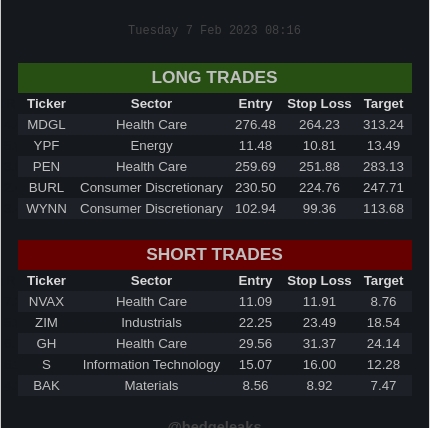 Tuesday 7 Feb 2023 08:16
LONG TRADES
Ticker Sector Entry Stop Loss Target
MDGL Health Care 276.48 264.23 313.24
YPF Energy 11.48 10.81 13.49
PEN Health Care 259.69 251.88 283.13
BURL Consumer Discretionary 230.50 224.76 247.71
WYNN Consumer Discretionary 102.94 99.36 113.68
SHORT TRADES
Ticker Sector Entry Stop Loss Target
NVAX Health Care 11.09 11.91 8.76
ZIM Industrials 22.25 23.49 18.54
GH Health Care 29.56 31.37 24.14
S Information Technology 15.07 16.00 12.28
BAK Materials 8.56 8.92 7.47
@hedgeleaks